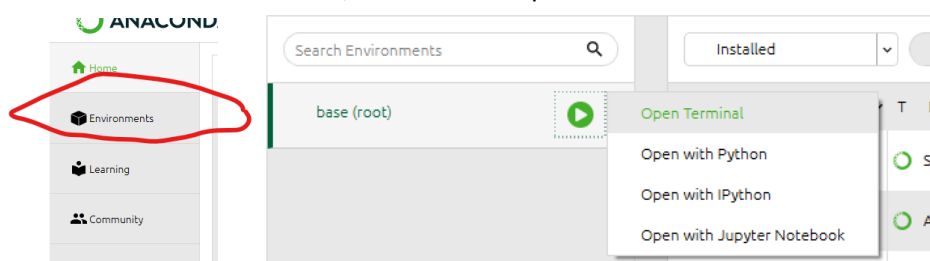 ANACOND
Home
Environments
Learning
Community
Search Environments
Installed
base (root)
Open Terminal
Open with Python
Open with IPython
Open with Jupyter Notebook
T
S
A